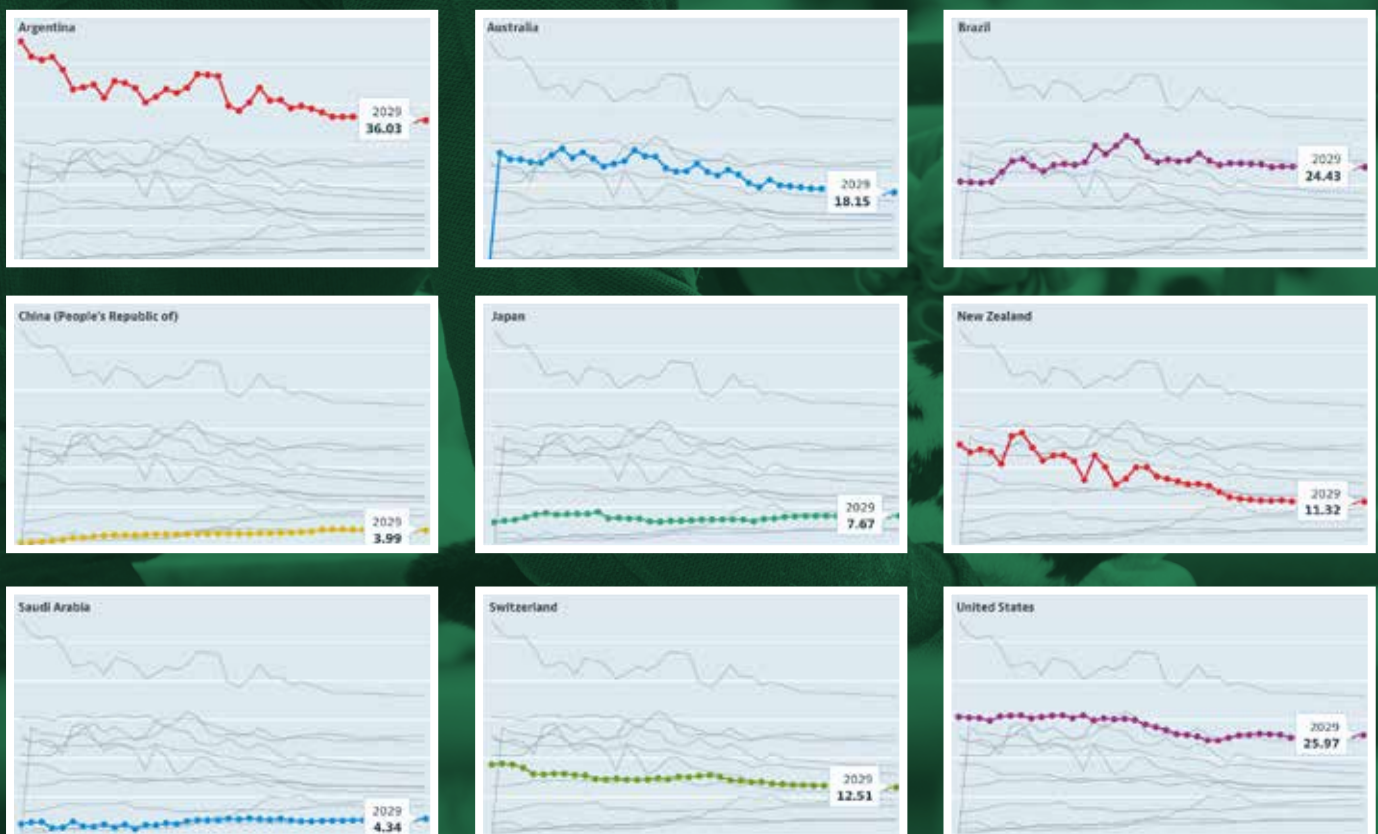 Argentina
2029
36.03
Australia
2029
18.15
Brazil
2029
24.43
China (People's Republic of)
2029
3.99
Japan
2029
7.67
New Zealand
2029
11.32
Saudi Arabia
2029
4.34
Switzerland
2029
12.51
United States
2029
25.97